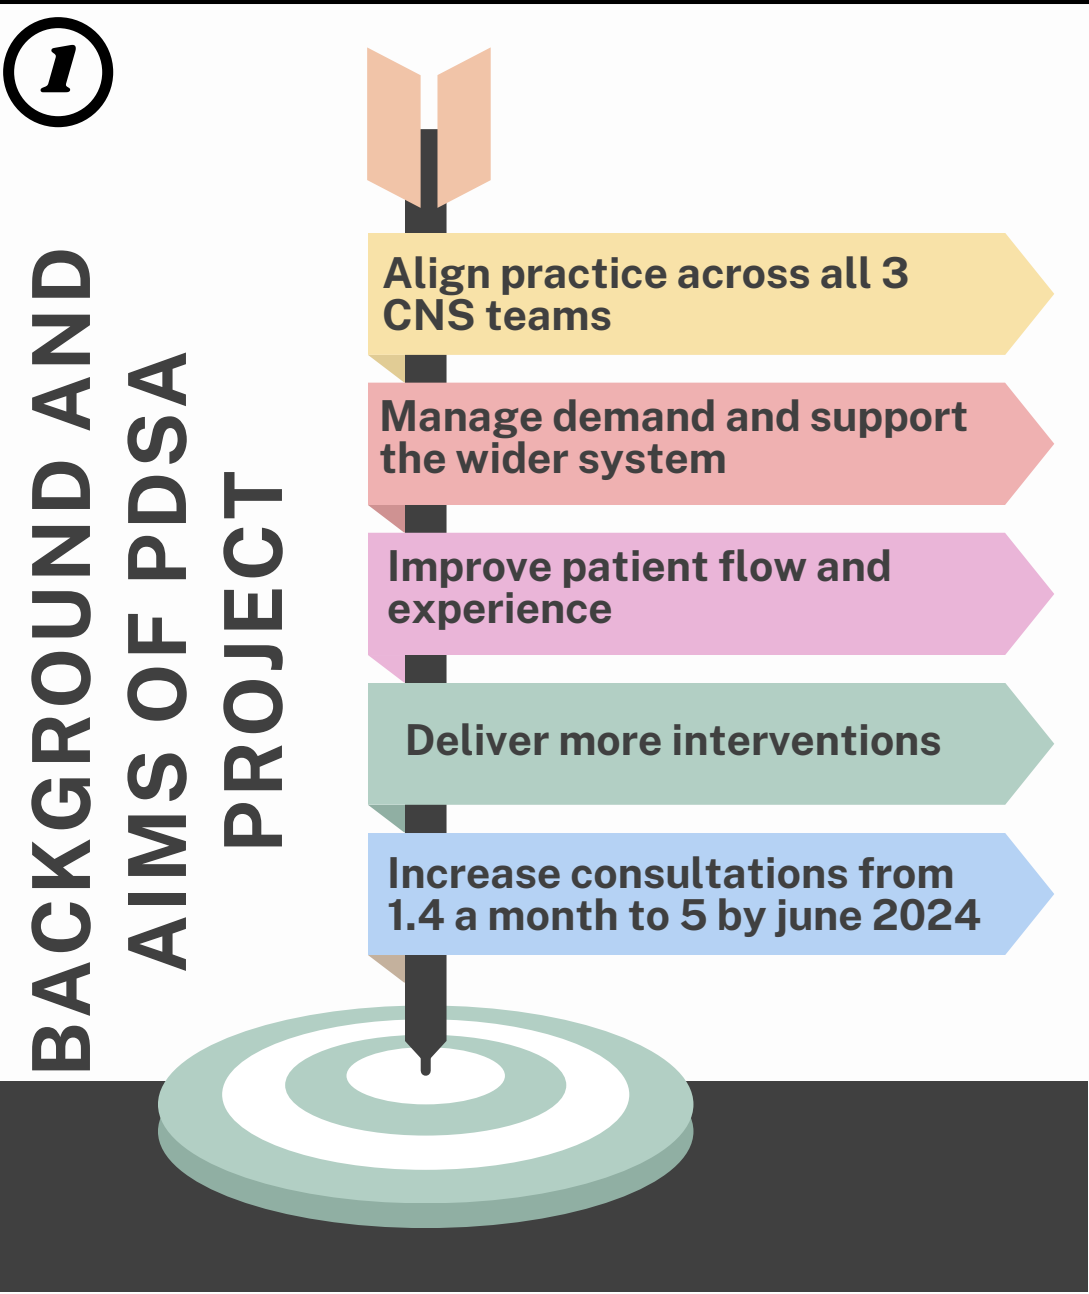 1
BACKGROUND AND
AIMS OF PDSA
PROJECT
Align practice across all 3
CNS teams
Manage demand and support
the wider system
Improve patient flow and
experience
Deliver more interventions
Increase consultations from
1.4 a month to 5 by june 2024